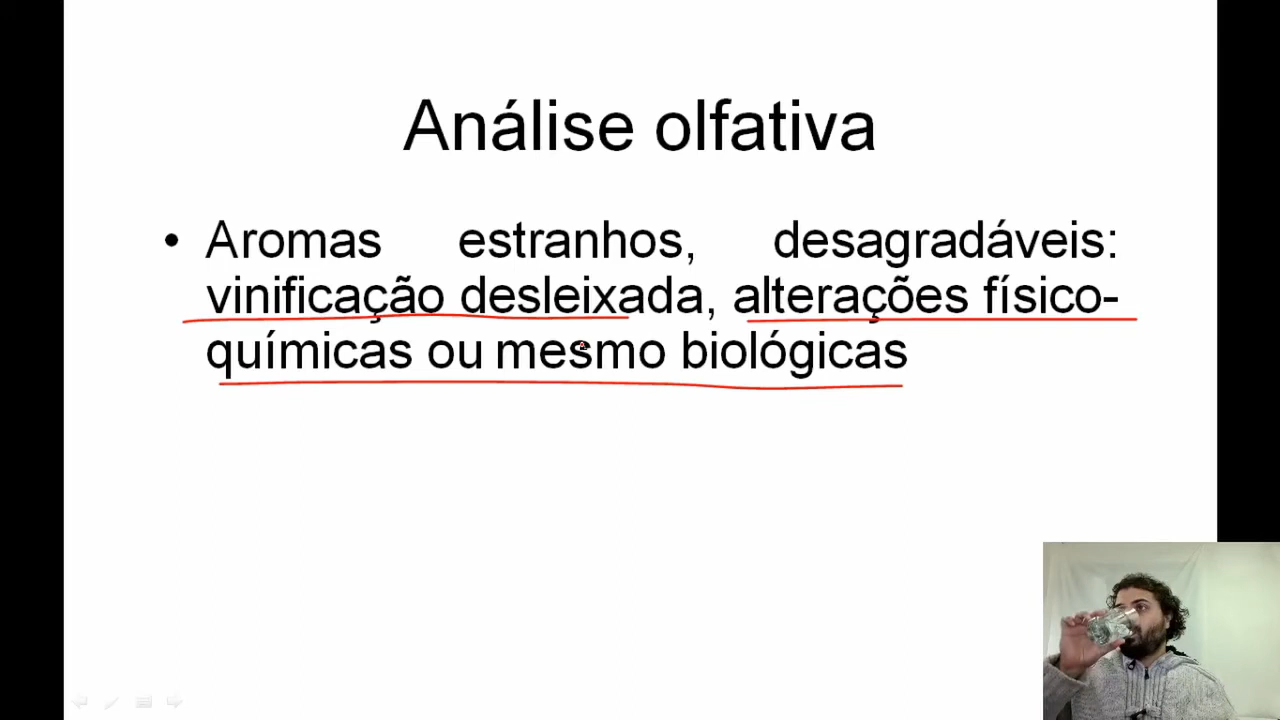 Análise olfativa
• Aromas estranhos, desagradáveis:
vinificação desleixada, alterações físico-
químicas ou mesmo biológicas